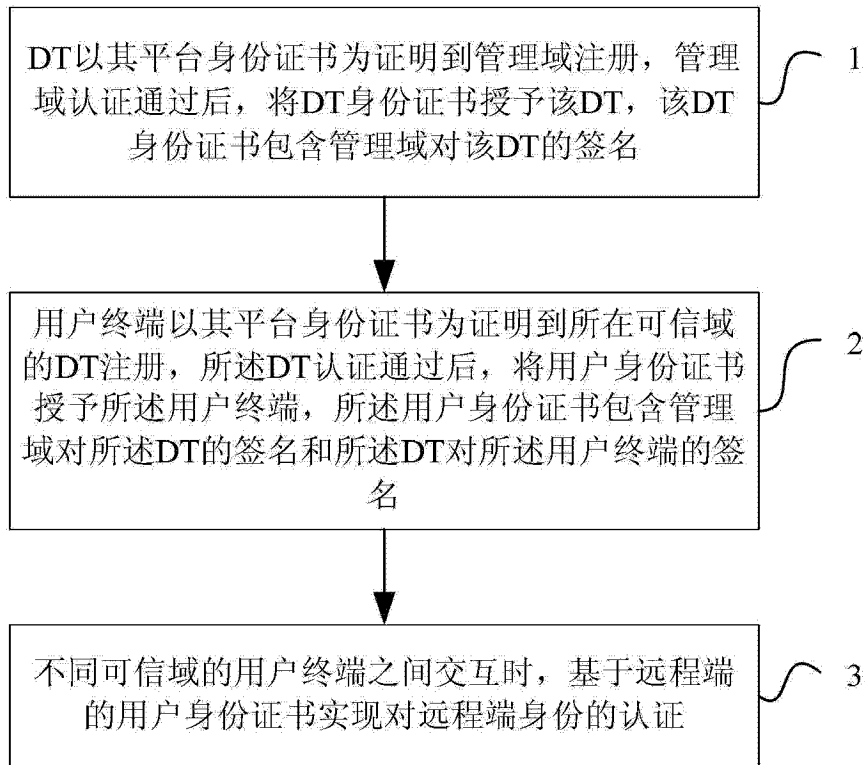 DT以其平台身份证书为证明到管理域注册，管理
域认证通过后，将DT身份证书授予该DT，该DT
身份证书包含管理域对该DT的签名
1
用户终端以其平台身份证书为证明到所在可信域
的DT注册，所述DT认证通过后，将用户身份证书
授予所述用户终端，所述用户身份证书包含管理
域对所述DT的签名和所述DT对所述用户终端的签
名
2
不同可信域的用户终端之间交互时，基于远程端
的用户身份证书实现对远程端身份的认证
3